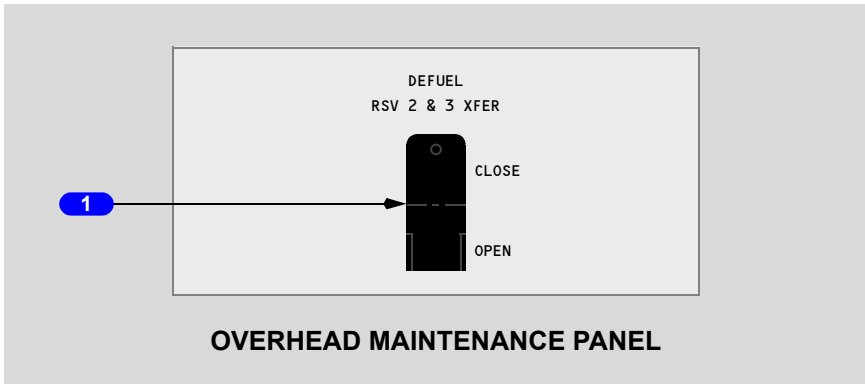 DEFUEL
RSV 2 & 3 XFER
CLOSE
1
OPEN
OVERHEAD MAINTENANCE PANEL